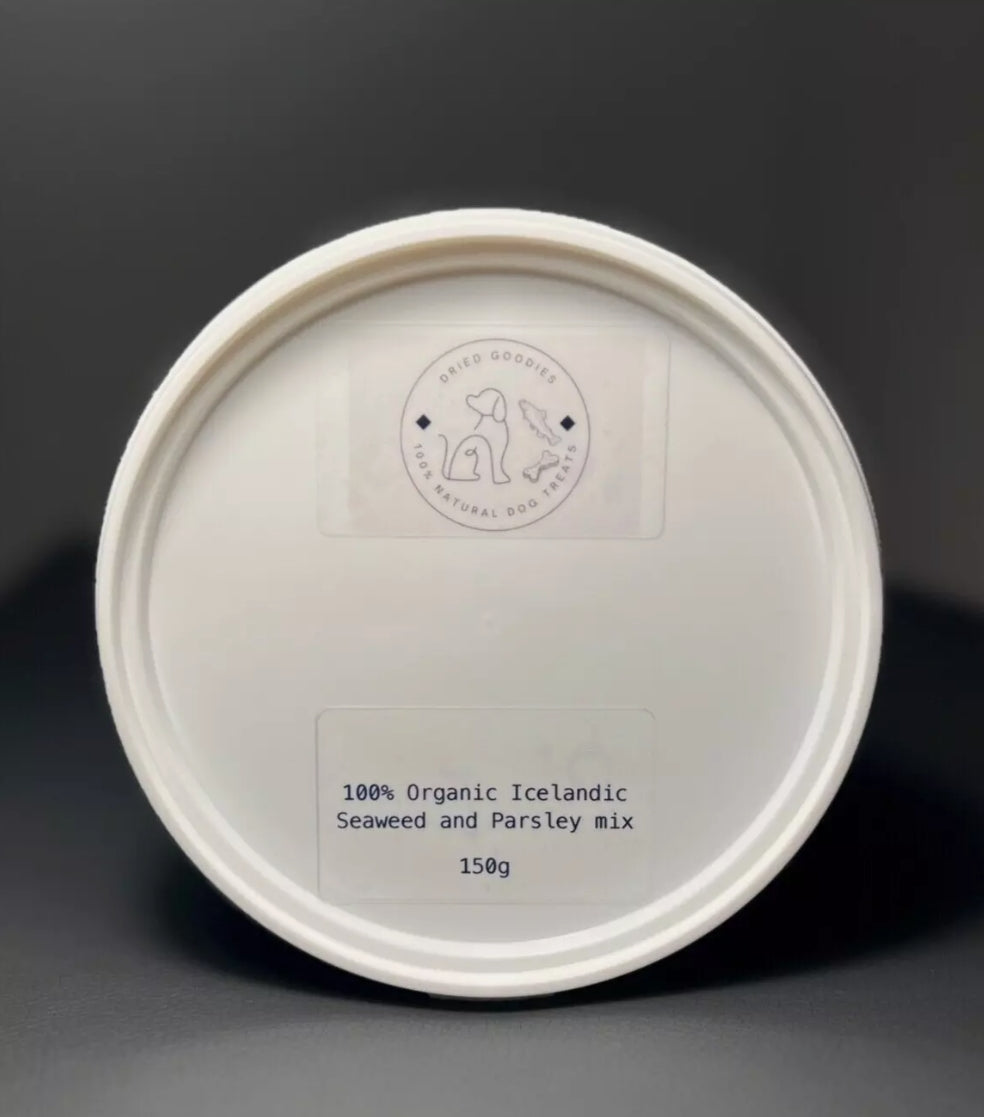 DRIED GOODIES
100% NATURAL DOG TREATS
100% Organic Icelandic
Seaweed and Parsley mix
150g